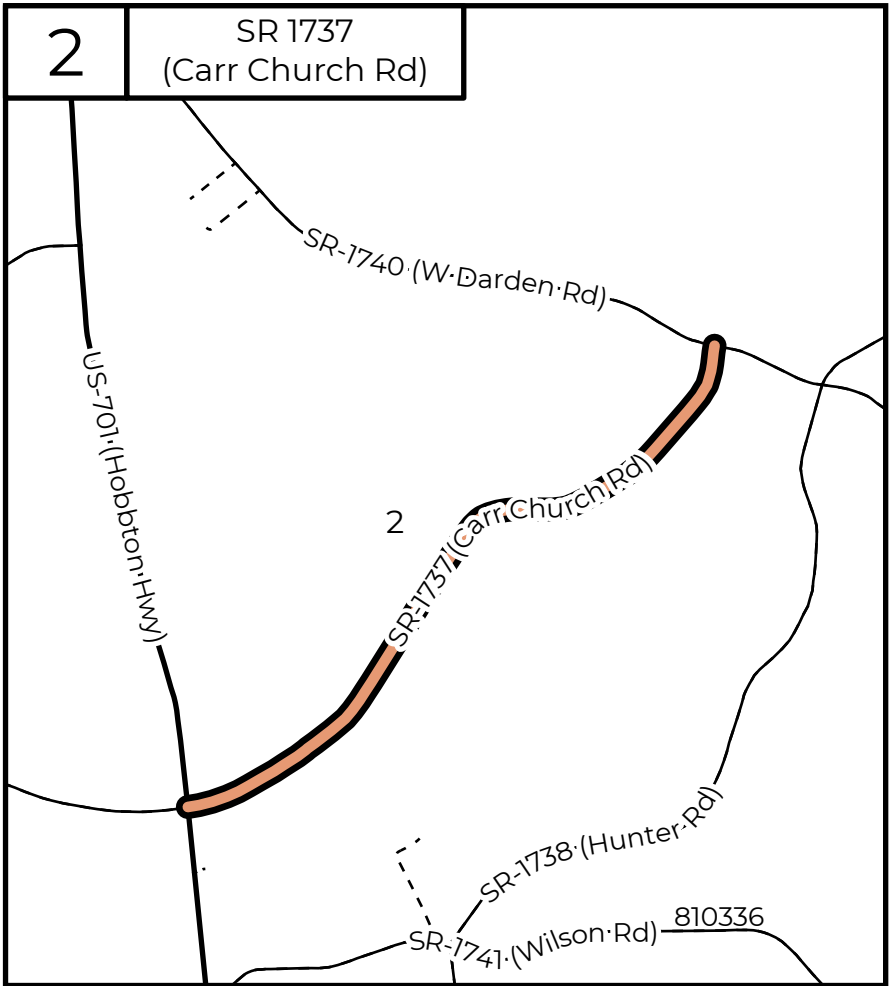 2
SR 1737
(Carr Church Rd)
SR-1740 (W Darden Rd)
US-701 (Hobbton Hwy)
2
SR-1737 (Carr Church Rd)
SR-1738 (Hunter Rd)
SR-1741 (Wilson Rd)
810336